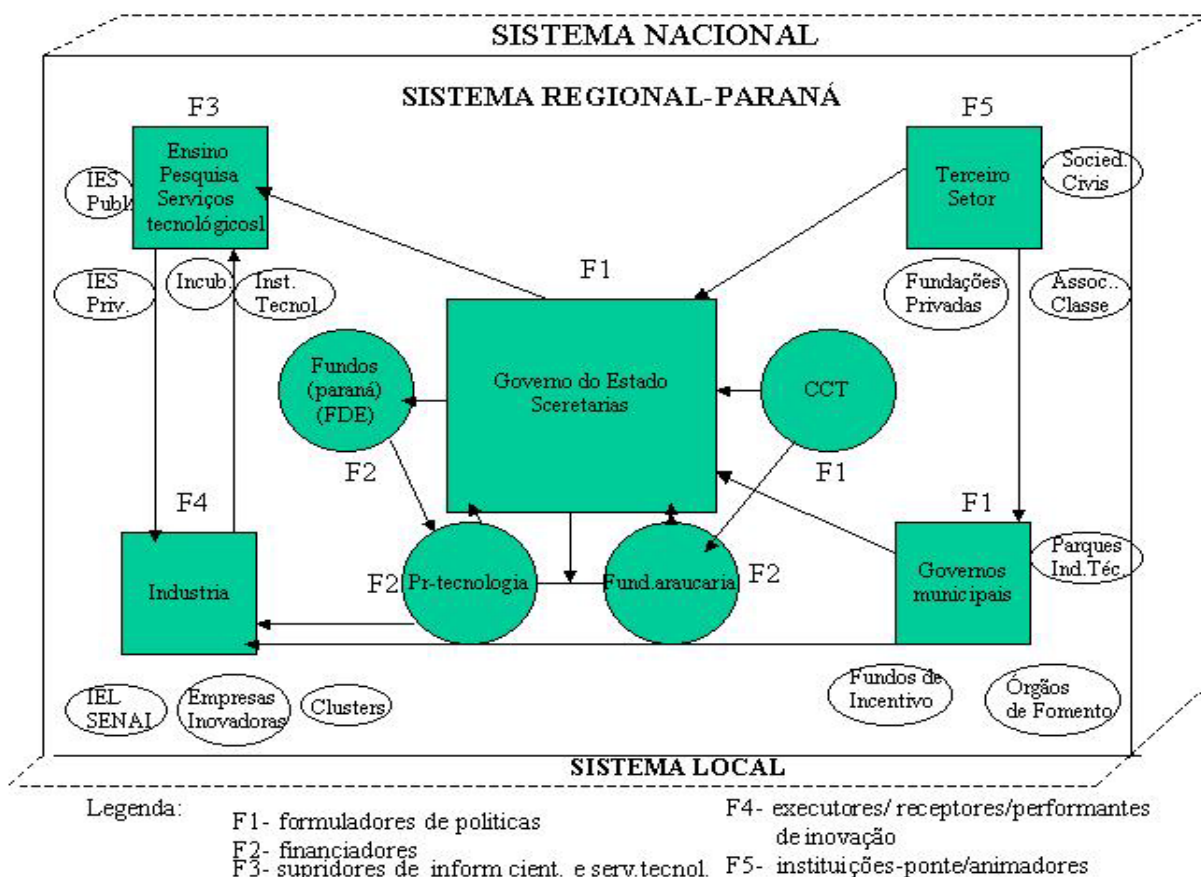 SISTEMA NACIONAL
SISTEMA REGIONAL-PARANÁ
F3
Ensino
Pesquisa
Serviços
tecnológicosl
IES
Publ.
IES
Priv.
Incub
Inst.
Tecnol.
F5
Terceiro
Setor
Socied.
Civis
Fundações
Privadas
Assoc..
Classe
F1
Governo do Estado
Sceretarias
Fundos
(paraná)
(FDE)
F2
CCT
F1
F4
Industria
F2
Pr-tecnologia
Fund.araucaria
F2
F1
Governos
municipais
Parques
Ind.Téc.
IEL
SENAI
Empresas
Inovadoras
Clusters
Fundos de
Incentivo
Órgãos
de Fomento
SISTEMA LOCAL
Legenda:
F1- formuladores de politicas
F2- financiadores
F3- supridores de inform cient. e serv.tecnol.
F4- executores/ receptores/performantes
de inovação
F5- instituições-ponte/animadores